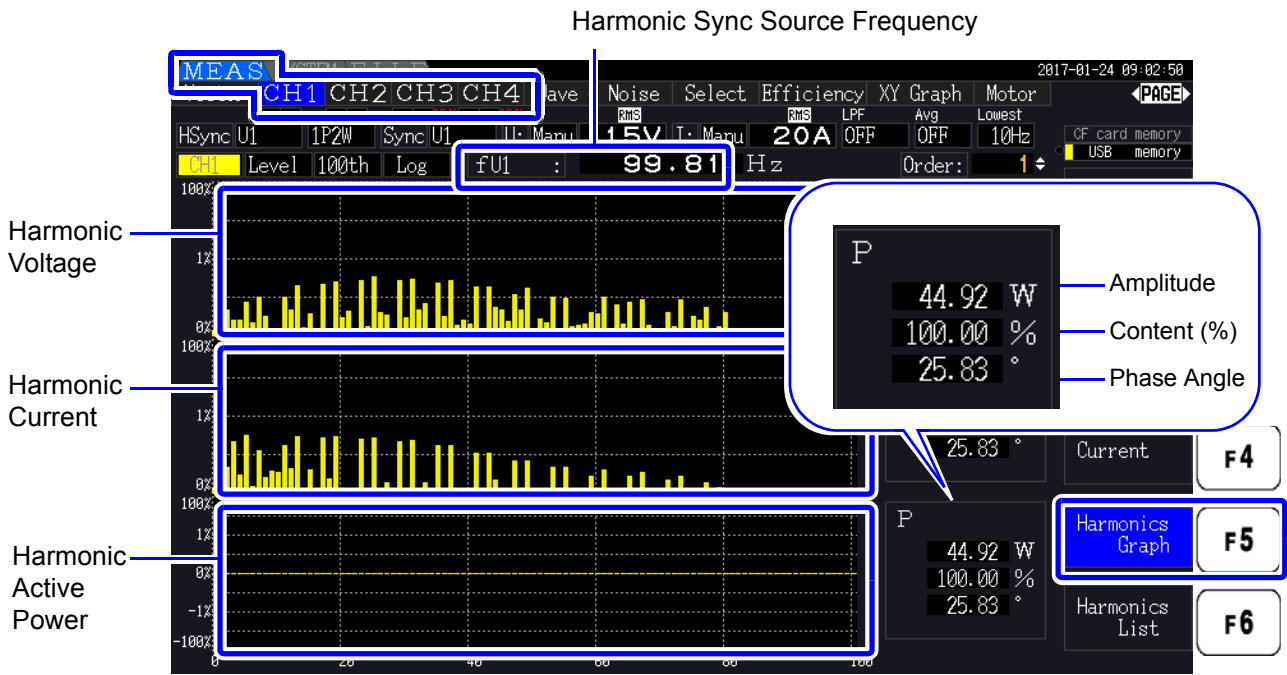 Harmonic Sync Source Frequency
MEAS
2017-01-24 09:02:50
CH1 CH2 CH3 CH4 Noise Select Efficiency XY Graph Motor PAGE
RMS RMS LPF Avg Lowest
HSync U1 1P2W Sync U1 U: Manu 15V I: Manu 20A OFF OFF 10Hz
CF card memory
USB memory
CH1 Level 100th Log fU1 : 99.81 Hz Order: 1
100%
Harmonic
Voltage
1%
0%
P
44.92 W
100.00 %
25.83 °
Amplitude
Content (%)
Phase Angle
100%
Harmonic
Current
1%
0%
25.83 °
Current
F4
100%
Harmonic
Active
Power
1%
0%
-1%
-100%
P
44.92 W
100.00 %
25.83 °
Harmonics
Graph
F5
Harmonics
List
F6
0 20 40 60 80 100